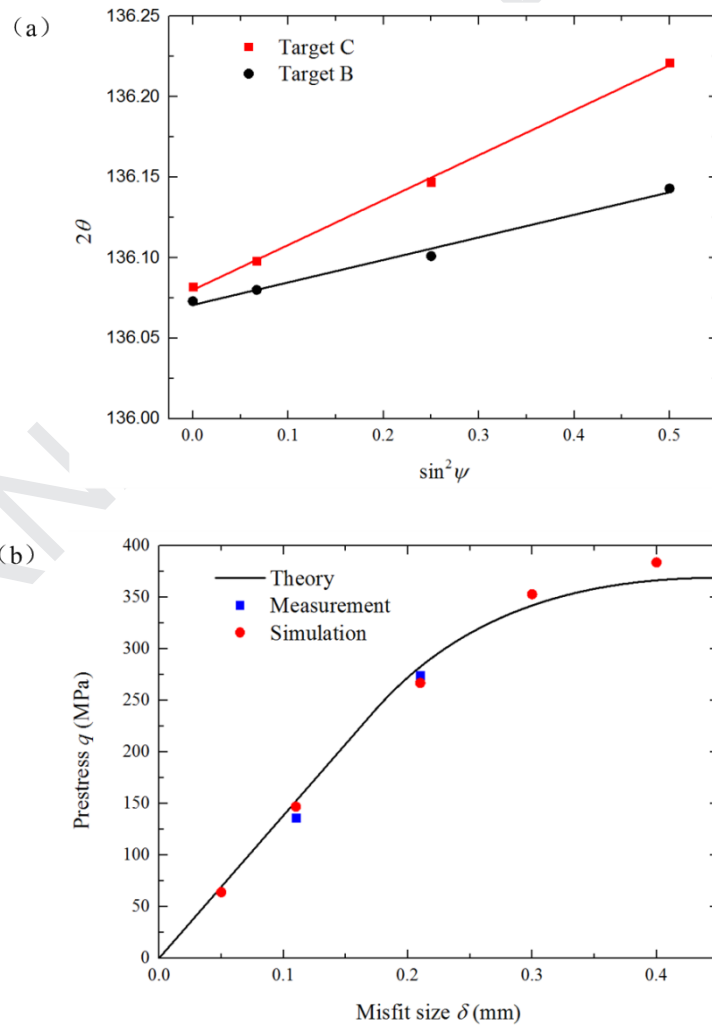 (a)
136.25
136.20
136.15
136.10
136.05
136.00
2θ
Target C
Target B
0.0 0.1 0.2 0.3 0.4 0.5
sin²ψ
(b)
400
350
300
250
200
150
100
50
0
Prestress q (MPa)
Theory
Measurement
Simulation
0.0 0.1 0.2 0.3 0.4
Misfit size δ (mm)